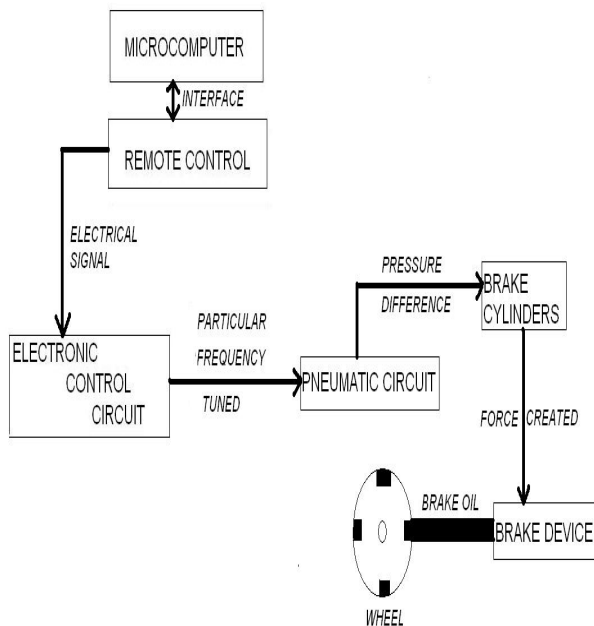 MICROCOMPUTER
INTERFACE
REMOTE CONTROL
ELECTRICAL
SIGNAL
PRESSURE
DIFFERENCE
BRAKE
CYLINDERS
PARTICULAR
FREQUENCY
TUNED
ELECTRONIC
CONTROL
CIRCUIT
PNEUMATIC CIRCUIT
FORCE CREATED
BRAKE OIL
BRAKE DEVICE
WHEEL